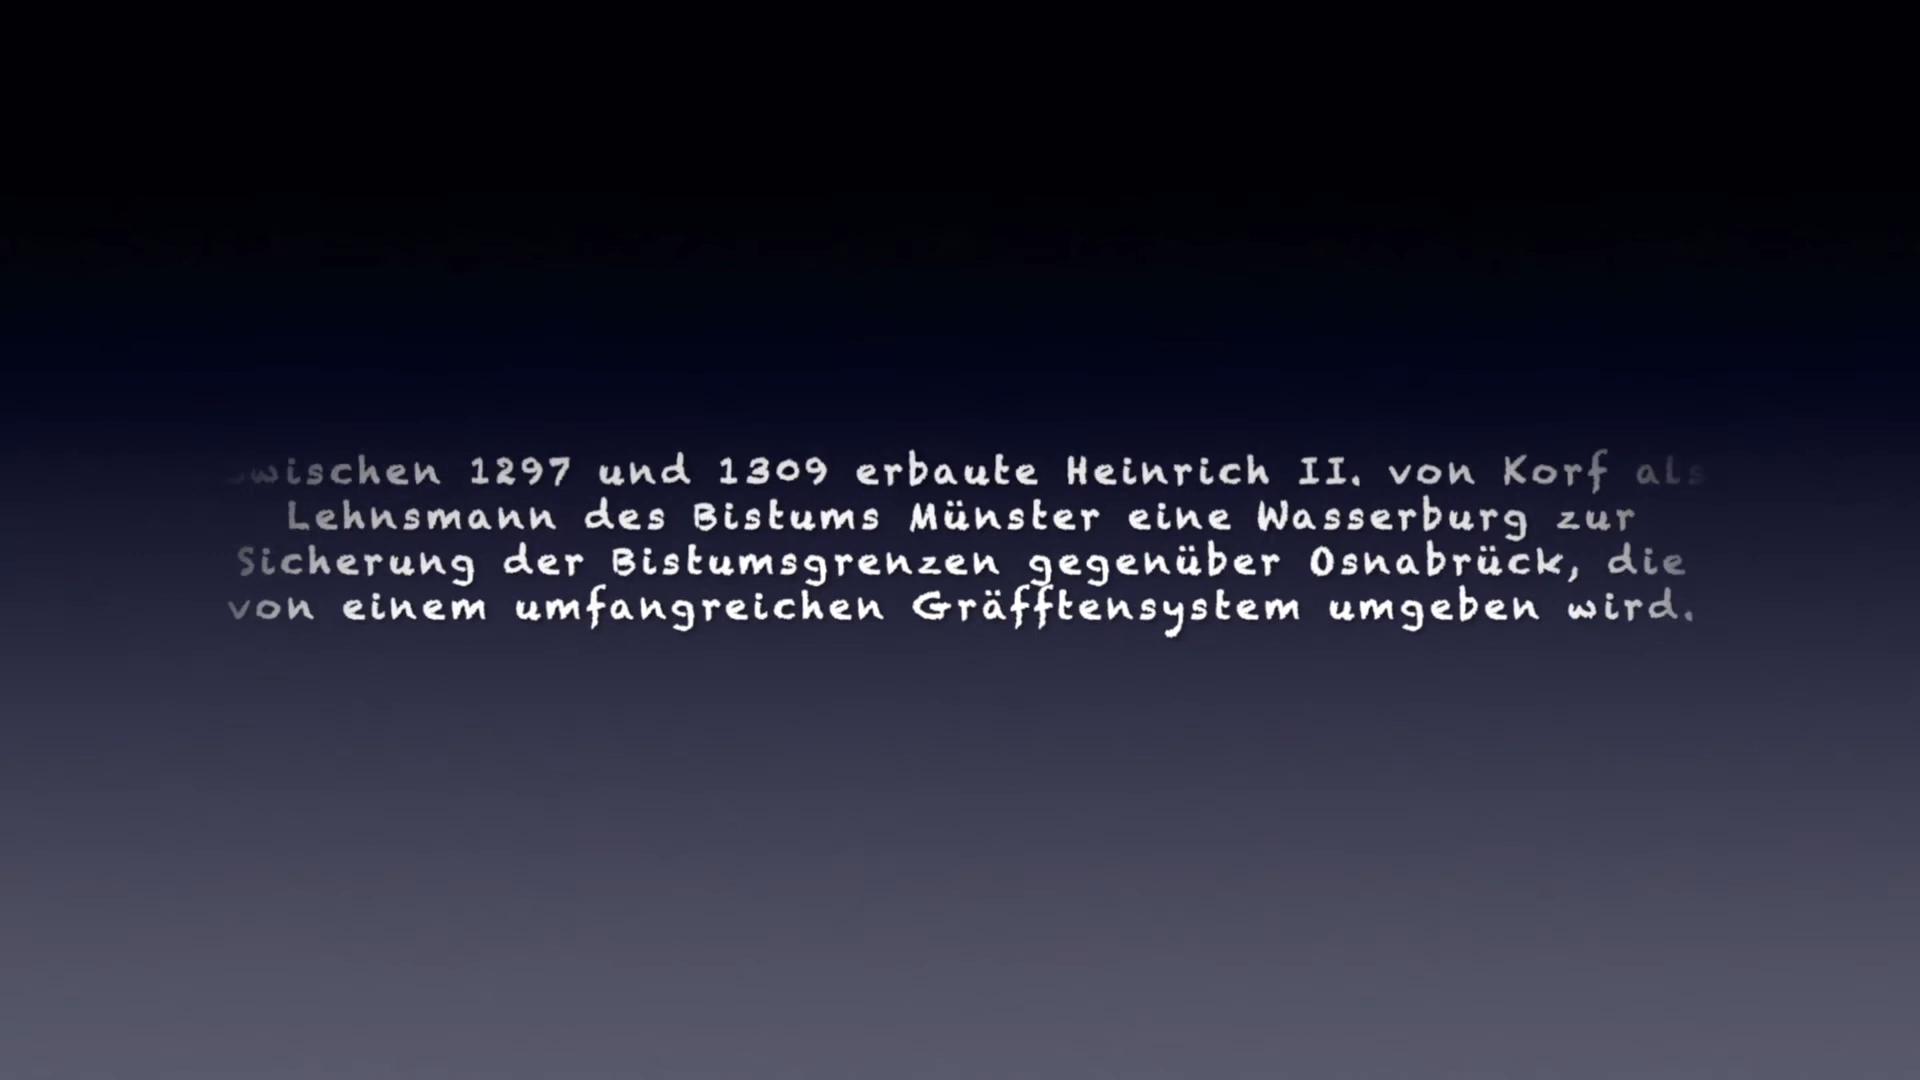 Zwischen 1297 und 1309 erbaute Heinrich II. von Korf als
Lehnsmann des Bistums Münster eine Wasserburg zur
Sicherung der Bistumsgrenzen gegenüber Osnabrück, die
von einem umfangreichen Gräfftensystem umgeben wird.